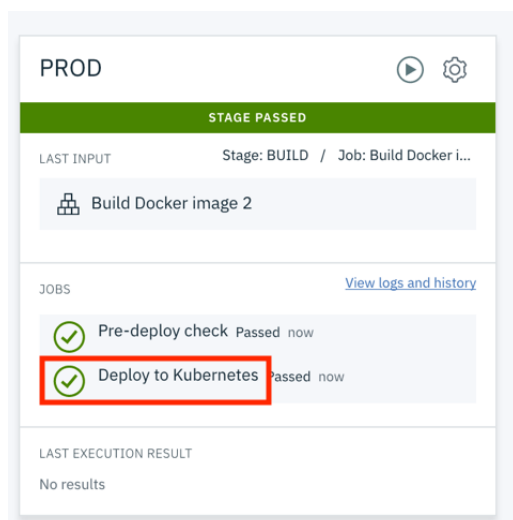 PROD
STAGE PASSED
LAST INPUT Stage: BUILD / Job: Build Docker i...
Build Docker image 2
JOBS View logs and history
Pre-deploy check Passed now
Deploy to Kubernetes Passed now
LAST EXECUTION RESULT
No results